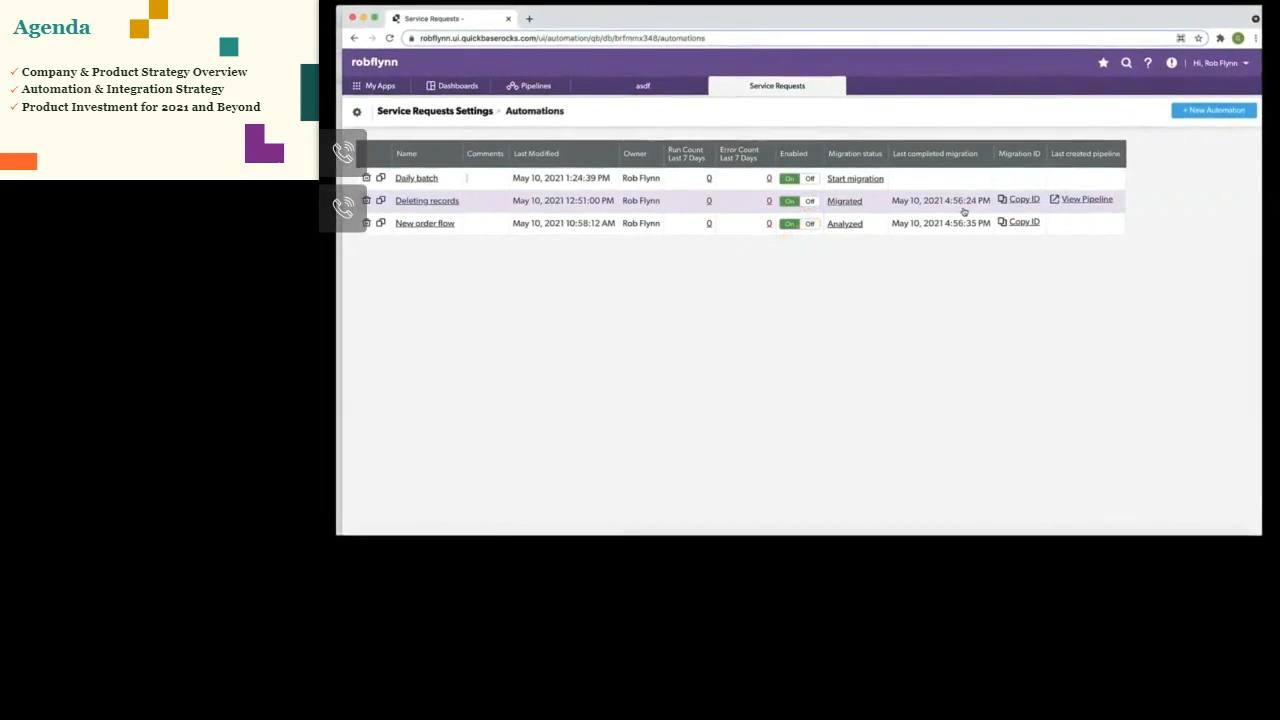 Agenda
✓ Company & Product Strategy Overview
✓ Automation & Integration Strategy
✓ Product Investment for 2021 and Beyond
Service Requests -
robflynn.ui.quickbaserocks.com/ui/automation/qb/db/brfmmx348/automations
robflynn
Hi, Rob Flynn
My Apps Dashboards Pipelines asdf Service Requests
Service Requests Settings > Automations
+ New Automation
Name Comments Last Modified Owner Run Count Last 7 Days Error Count Last 7 Days Enabled Migration status Last completed migration Migration ID Last created pipeline
Daily batch May 10, 2021 1:24:39 PM Rob Flynn 0 0 On Off Start migration
Deleting records May 10, 2021 12:51:00 PM Rob Flynn 0 0 On Off Migrated May 10, 2021 4:56:24 PM Copy ID View Pipeline
New order flow May 10, 2021 10:58:12 AM Rob Flynn 0 0 On Off Analyzed May 10, 2021 4:56:35 PM Copy ID